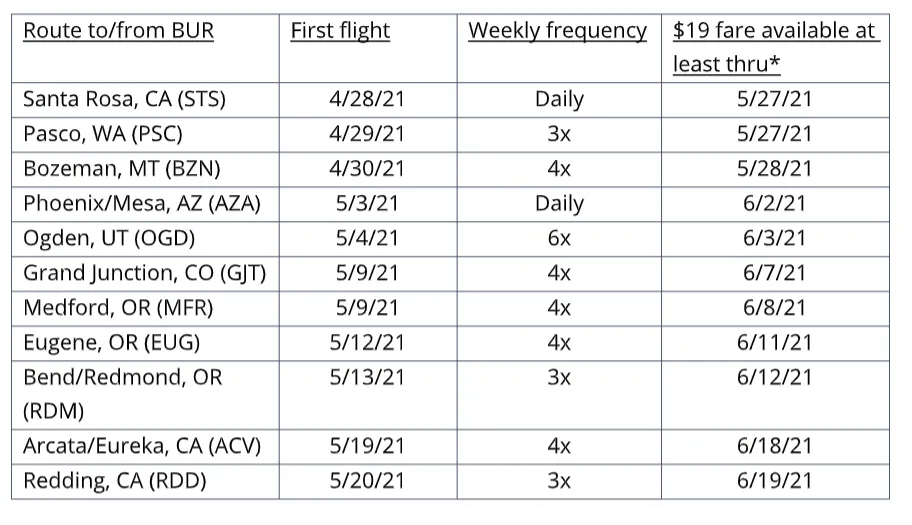 Route to/from BUR First flight Weekly frequency $19 fare available at
least thru*
Santa Rosa, CA (STS) 4/28/21 Daily 5/27/21
Pasco, WA (PSC) 4/29/21 3x 5/27/21
Bozeman, MT (BZN) 4/30/21 4x 5/28/21
Phoenix/Mesa, AZ (AZA) 5/3/21 Daily 6/2/21
Ogden, UT (OGD) 5/4/21 6x 6/3/21
Grand Junction, CO (GJT) 5/9/21 4x 6/7/21
Medford, OR (MFR) 5/9/21 4x 6/8/21
Eugene, OR (EUG) 5/12/21 4x 6/11/21
Bend/Redmond, OR 5/13/21 3x 6/12/21
(RDM)
Arcata/Eureka, CA (ACV) 5/19/21 4x 6/18/21
Redding, CA (RDD) 5/20/21 3x 6/19/21